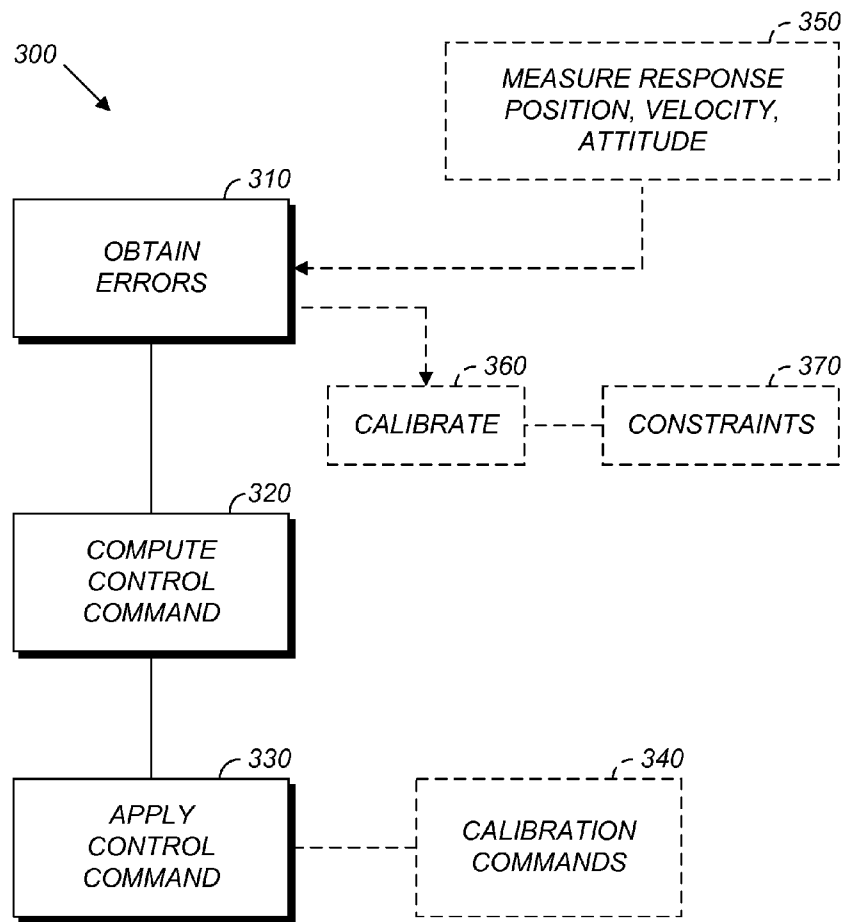 300
350
MEASURE RESPONSE
POSITION, VELOCITY,
ATTITUDE
310
OBTAIN
ERRORS
360
CALIBRATE
370
CONSTRAINTS
320
COMPUTE
CONTROL
COMMAND
330
APPLY
CONTROL
COMMAND
340
CALIBRATION
COMMANDS